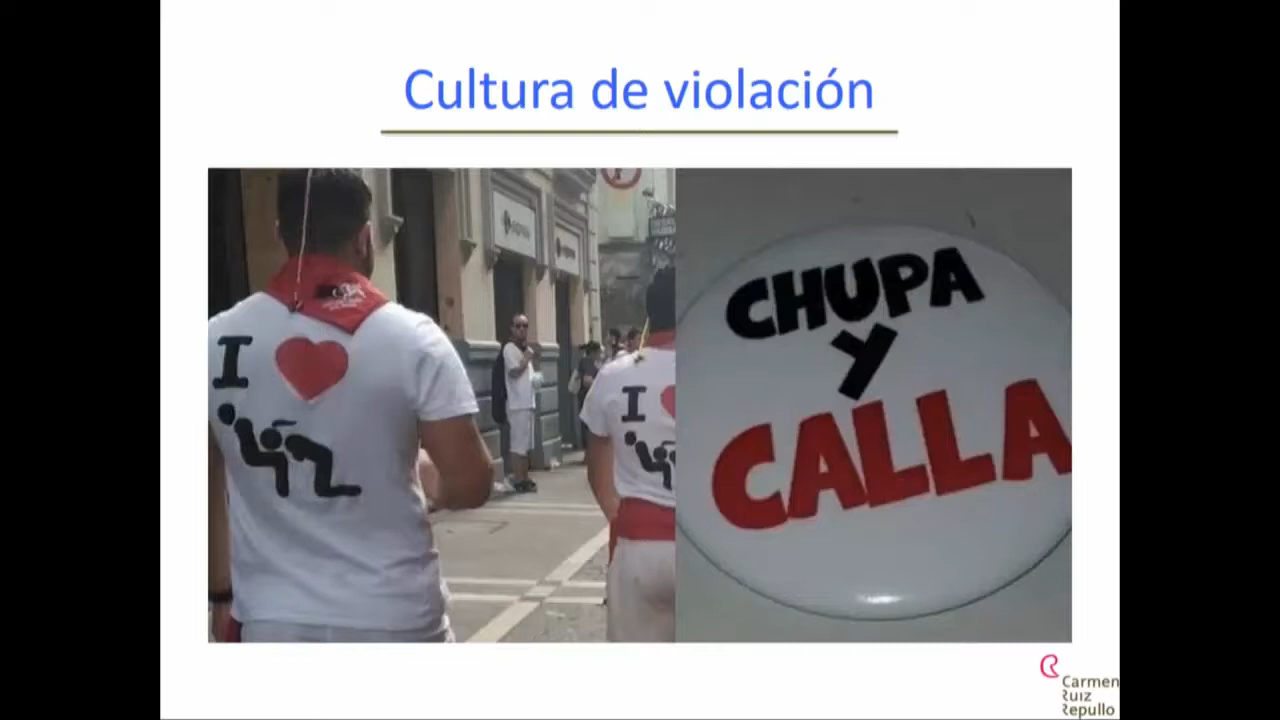 Cultura de violación
I
I
CHUPA
Y
CALLA
Carmen
Ruiz
Repullo